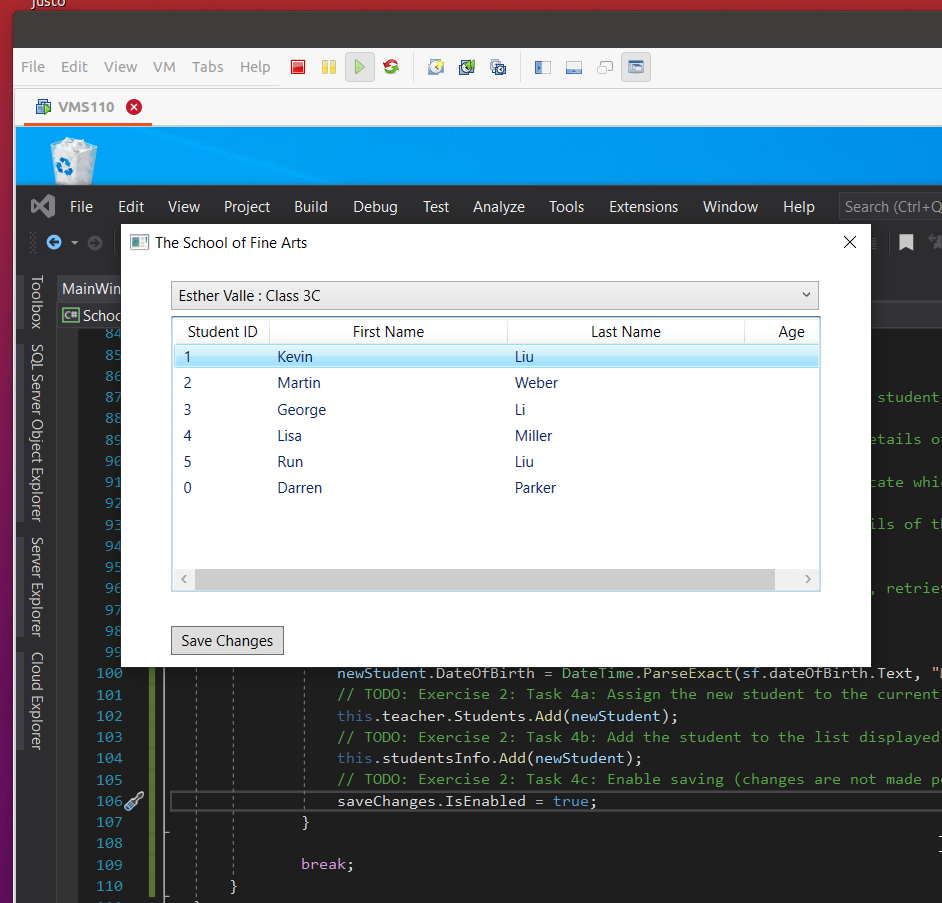 justo
File Edit View VM Tabs Help
VMS110
File Edit View Project Build Debug Test Analyze Tools Extensions Window Help Search (Ctrl+Q
The School of Fine Arts
Toolbox
SQL Server Object Explorer
Server Explorer
Cloud Explorer
MainWin
C# Schoo
Esther Valle : Class 3C
Student ID First Name Last Name Age
1 Kevin Liu
2 Martin Weber
3 George Li
4 Lisa Miller
5 Run Liu
0 Darren Parker
Save Changes
84
85
86
87 student
88
89 etails of
90
91 cate whic
92
93 ils of th
94
95
96 , retriev
97
98
99
100 newStudent.DateOfBirth = DateTime.ParseExact(sf.dateOfBirth.Text, "
101 // TODO: Exercise 2: Task 4a: Assign the new student to the current
102 this.teacher.Students.Add(newStudent);
103 // TODO: Exercise 2: Task 4b: Add the student to the list displayed
104 this.studentsInfo.Add(newStudent);
105 // TODO: Exercise 2: Task 4c: Enable saving (changes are not made pe
106 saveChanges.IsEnabled = true;
107 }
108
109 break;
110 }